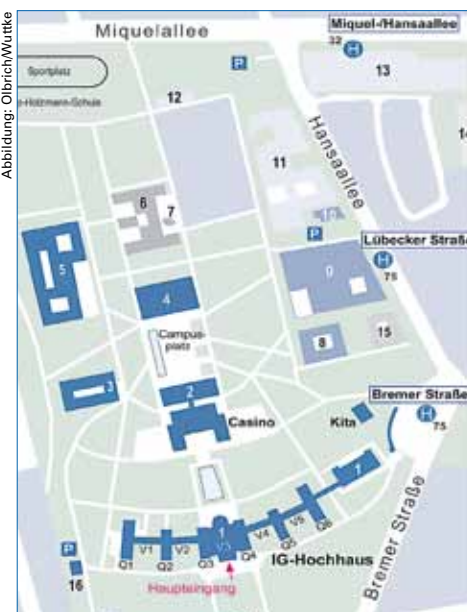 Abbildung: Olbrich/Wuttke
Miquelallee
Miquel-/Hansaallee
32
H
Sportplatz
P
13
12
Hansaallee
11
6
7
10
P
Lübecker Straße
H
75
5
9
4
Campus-
platz
8
15
3
2
Bremer Straße
Casino
Kita
H
75
1
V1
V2
V4
V5
Q1
Q2
Q3
Q4
Q5
Q6
1
IG-Hochhaus
P
16
Haupteingang
Bremer Straße